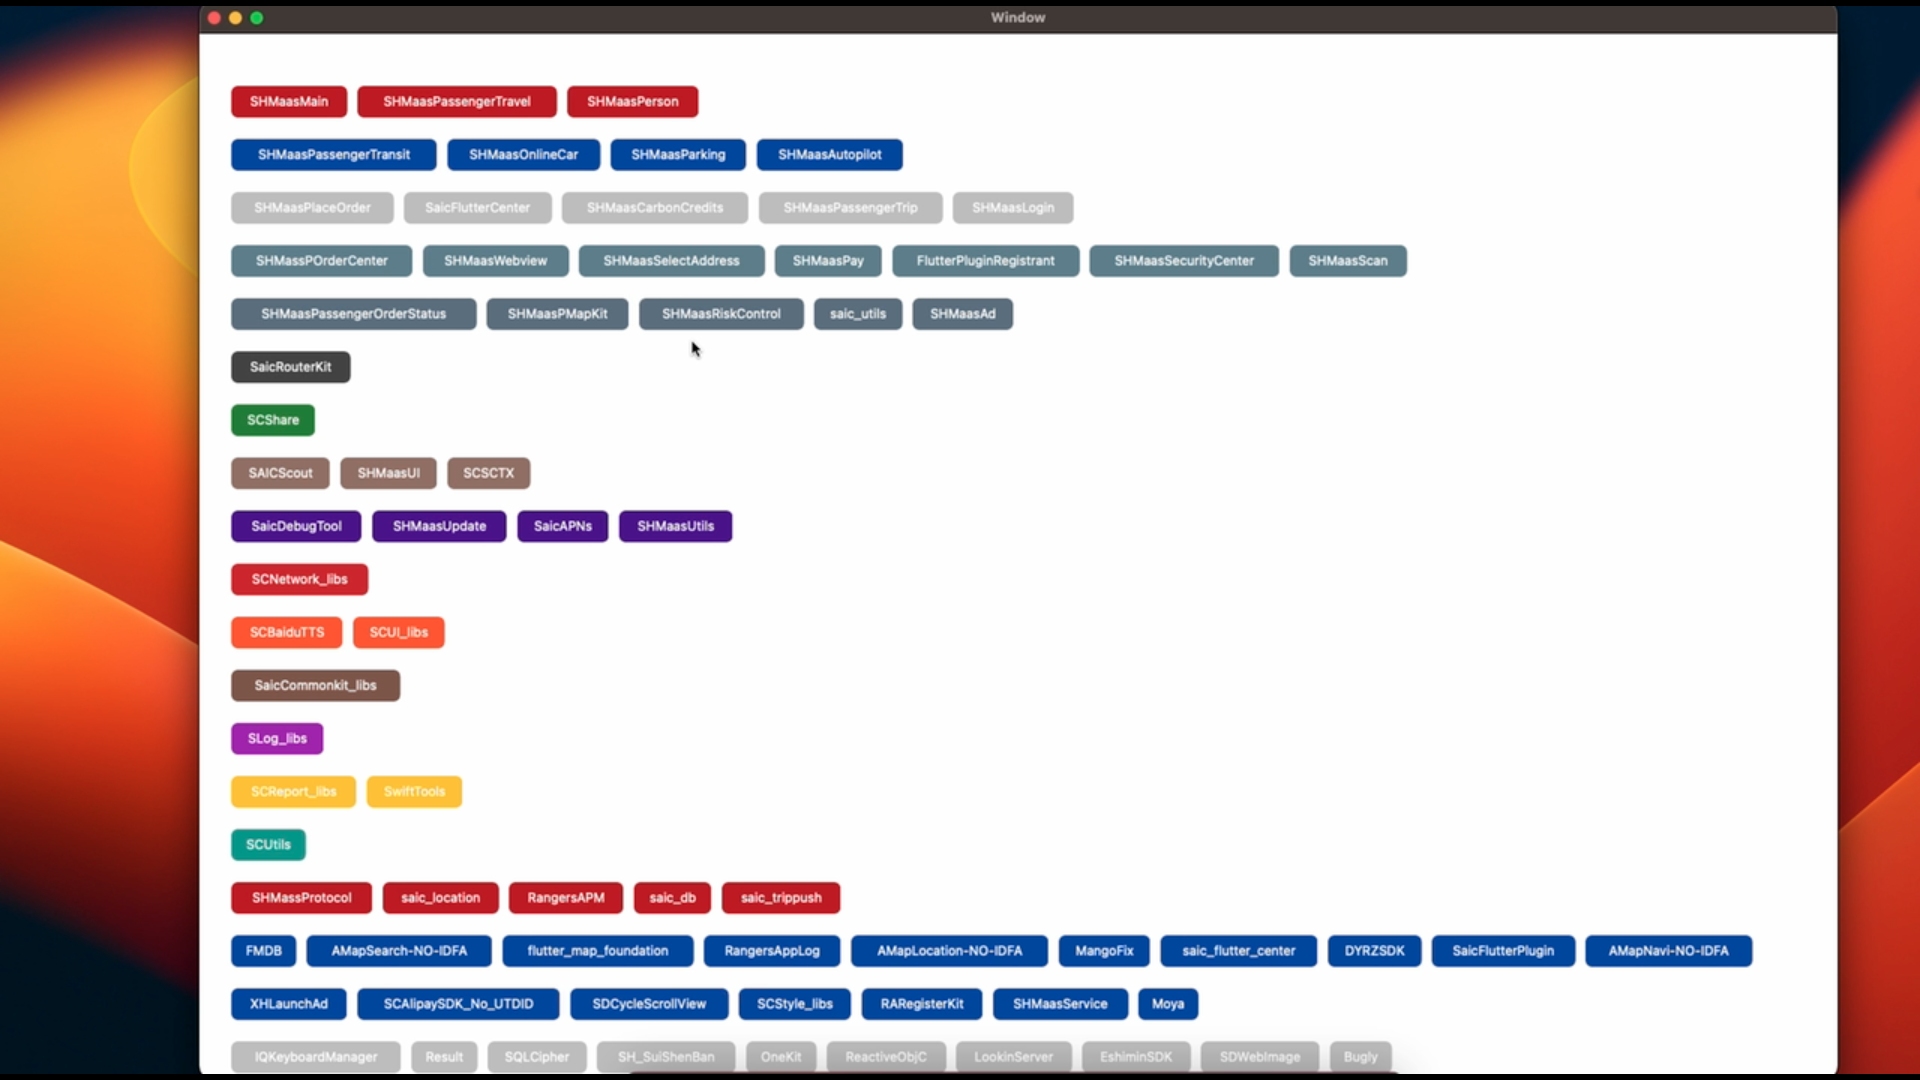 Window
SHMaasMain SHMaasPassengerTravel SHMaasPerson
SHMaasPassengerTransit SHMaasOnlineCar SHMaasParking SHMaasAutopilot
SHMaasPlaceOrder SaicFlutterCenter SHMaasCarbonCredits SHMaasPassengerTrip SHMaasLogin
SHMassPOrderCenter SHMaasWebview SHMaasSelectAddress SHMaasPay FlutterPluginRegistrant SHMaasSecurityCenter SHMaasScan
SHMaasPassengerOrderStatus SHMaasPMapKit SHMaasRiskControl saic_utils SHMaasAd
SaicRouterKit
SCShare
SAICScout SHMaasUI SCSCTX
SaicDebugTool SHMaasUpdate SaicAPNs SHMaasUtils
SCNetwork_libs
SCBaiduTTS SCUI_libs
SaicCommonkit_libs
SLog_libs
SCReport_libs SwiftTools
SCUtils
SHMassProtocol saic_location RangersAPM saic_db saic_trippush
FMDB AMapSearch-NO-IDFA flutter_map_foundation RangersAppLog AMapLocation-NO-IDFA MangoFix saic_flutter_center DYRZSDK SaicFlutterPlugin AMapNavi-NO-IDFA
XHLaunchAd SCAlipaySDK_No_UTDID SDCycleScrollView SCStyle_libs RARegisterKit SHMaasService Moya
IQKeyboardManager Result SQLCipher SH_SuiShenBan OneKit ReactiveObjC LookinServer EshiminSDK SDWebImage Bugly